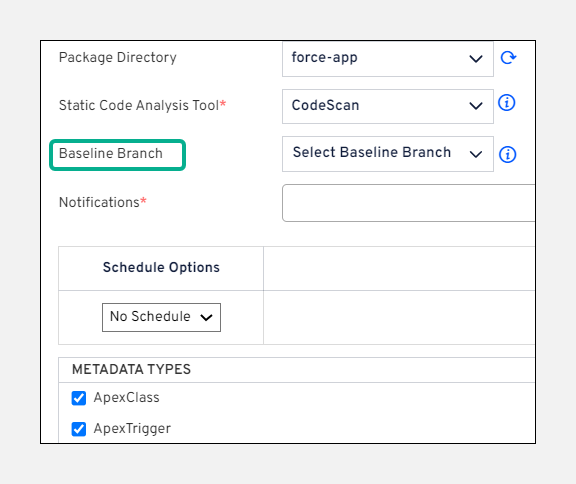 Package Directory
force-app
Static Code Analysis Tool*
CodeScan
Baseline Branch
Select Baseline Branch
Notifications*
Schedule Options
No Schedule
METADATA TYPES
ApexClass
ApexTrigger